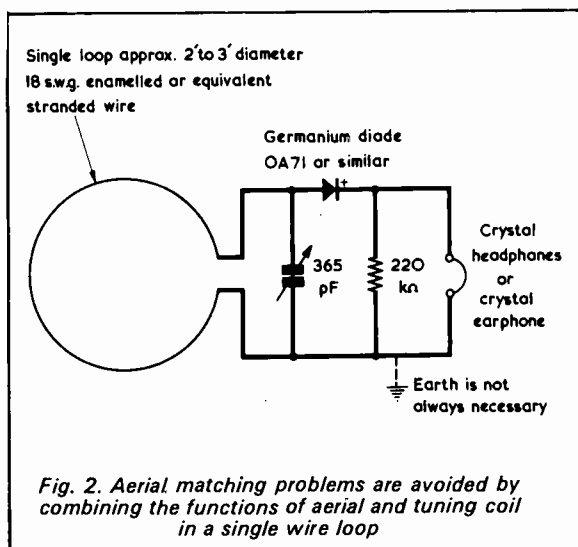 Single loop approx. 2' to 3' diameter
18 s.w.g. enamelled or equivalent
stranded wire
Germanium diode
OA71 or similar
+
365
pF
220
kΩ
Crystal
headphones
or
crystal
earphone
Earth is not
always necessary
Fig. 2. Aerial matching problems are avoided by
combining the functions of aerial and tuning coil
in a single wire loop